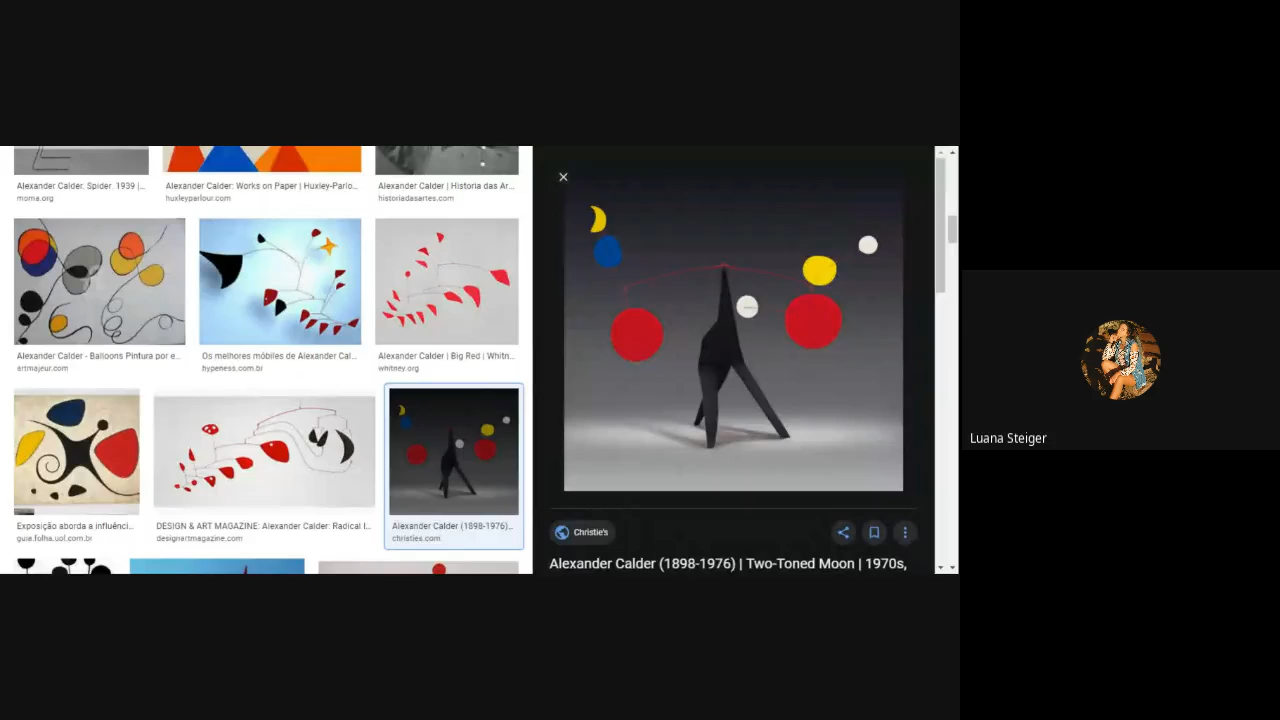 Alexander Calder. Spider. 1939 |...
moma.org
Alexander Calder: Works on Paper | Huxley-Parlo...
huxleyparlour.com
Alexander Calder | Historia das Ar...
historiadasartes.com
Alexander Calder - Balloons Pintura por e...
artmajeur.com
Os melhores móbiles de Alexander Cal...
hypeness.com.br
Alexander Calder | Big Red | Whitn...
whitney.org
Exposição aborda a influênci...
guia.folha.uol.com.br
DESIGN & ART MAGAZINE: Alexander Calder: Radical I...
designartmagazine.com
Alexander Calder (1898-1976)...
christies.com
Christie's
Alexander Calder (1898-1976) | Two-Toned Moon | 1970s,
Luana Steiger